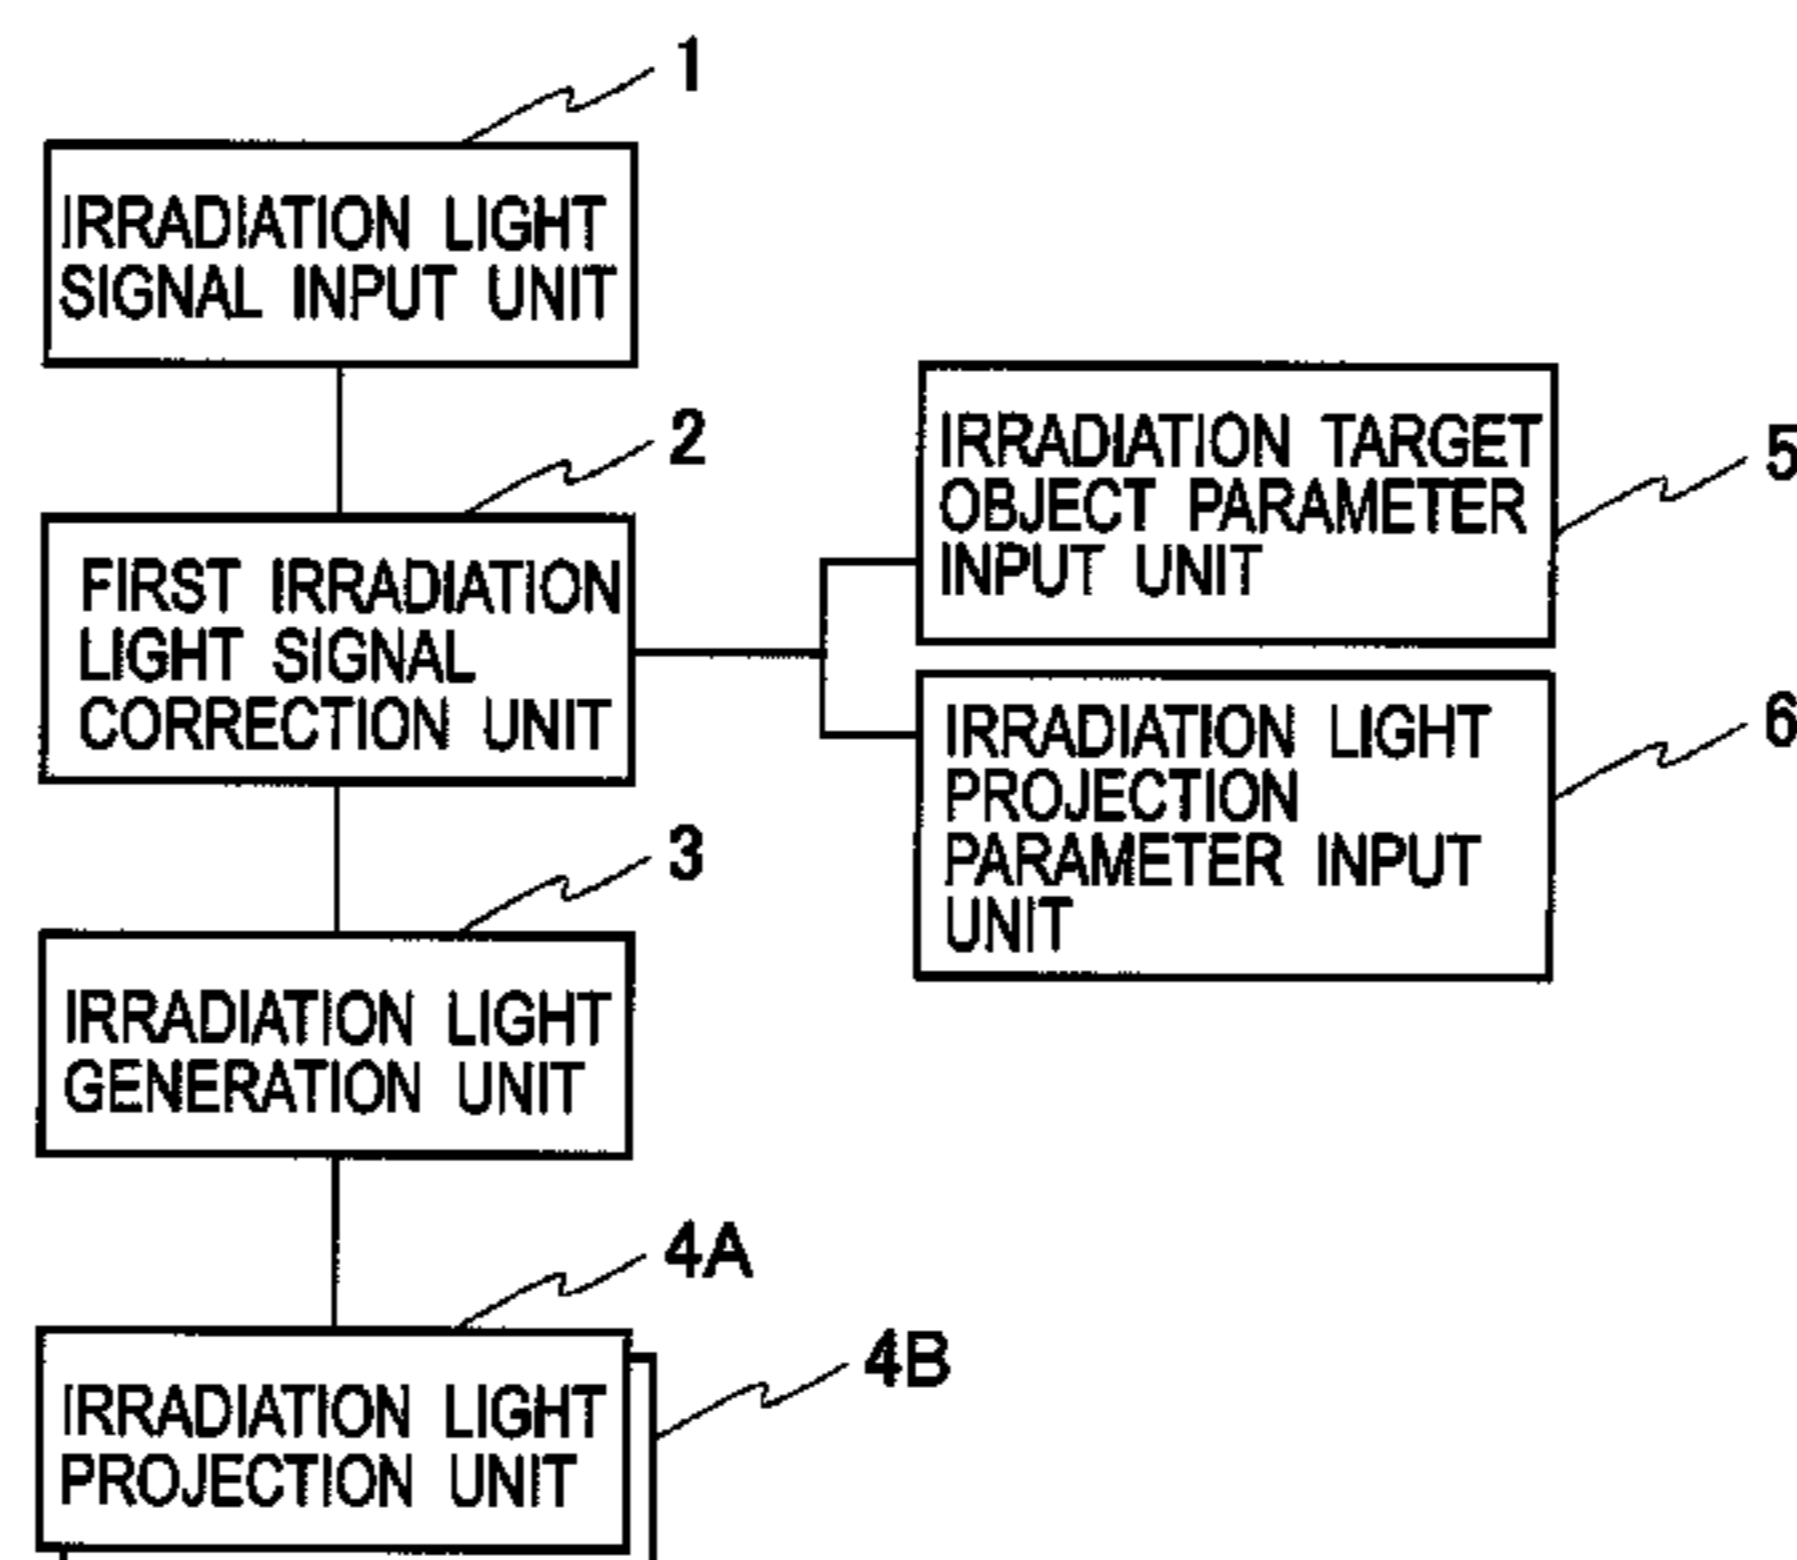 1
IRRADIATION LIGHT
SIGNAL INPUT UNIT
2
FIRST IRRADIATION
LIGHT SIGNAL
CORRECTION UNIT
5
IRRADIATION TARGET
OBJECT PARAMETER
INPUT UNIT
6
IRRADIATION LIGHT
PROJECTION
PARAMETER INPUT
UNIT
3
IRRADIATION LIGHT
GENERATION UNIT
4A
4B
IRRADIATION LIGHT
PROJECTION UNIT